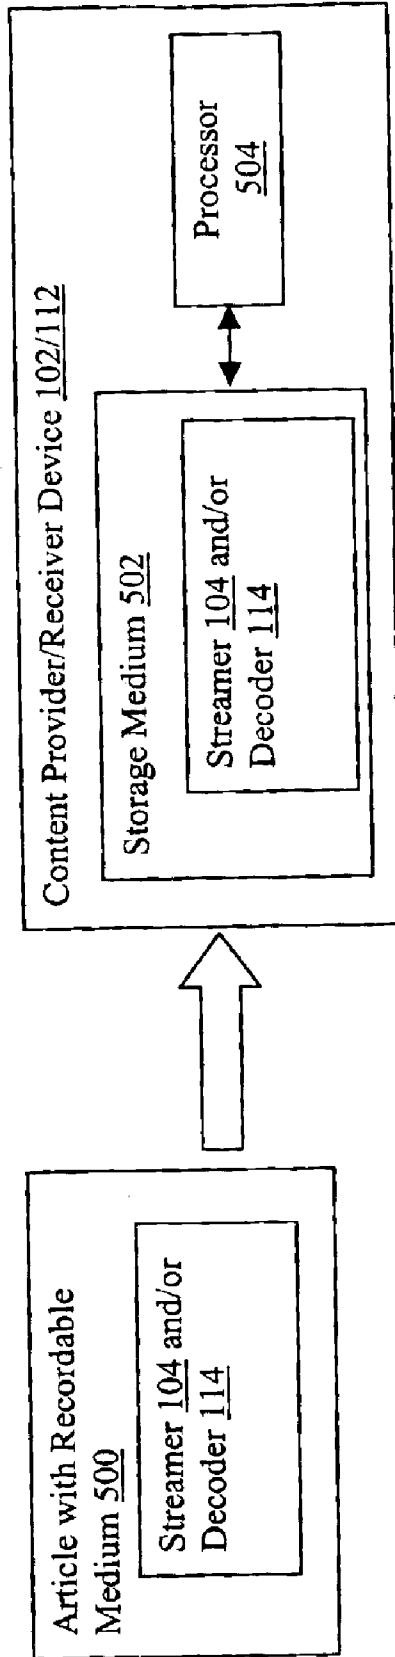 Article with Recordable
Medium 500
Streamer 104 and/or
Decoder 114
Content Provider/Receiver Device 102/112
Storage Medium 502
Streamer 104 and/or
Decoder 114
Processor
504